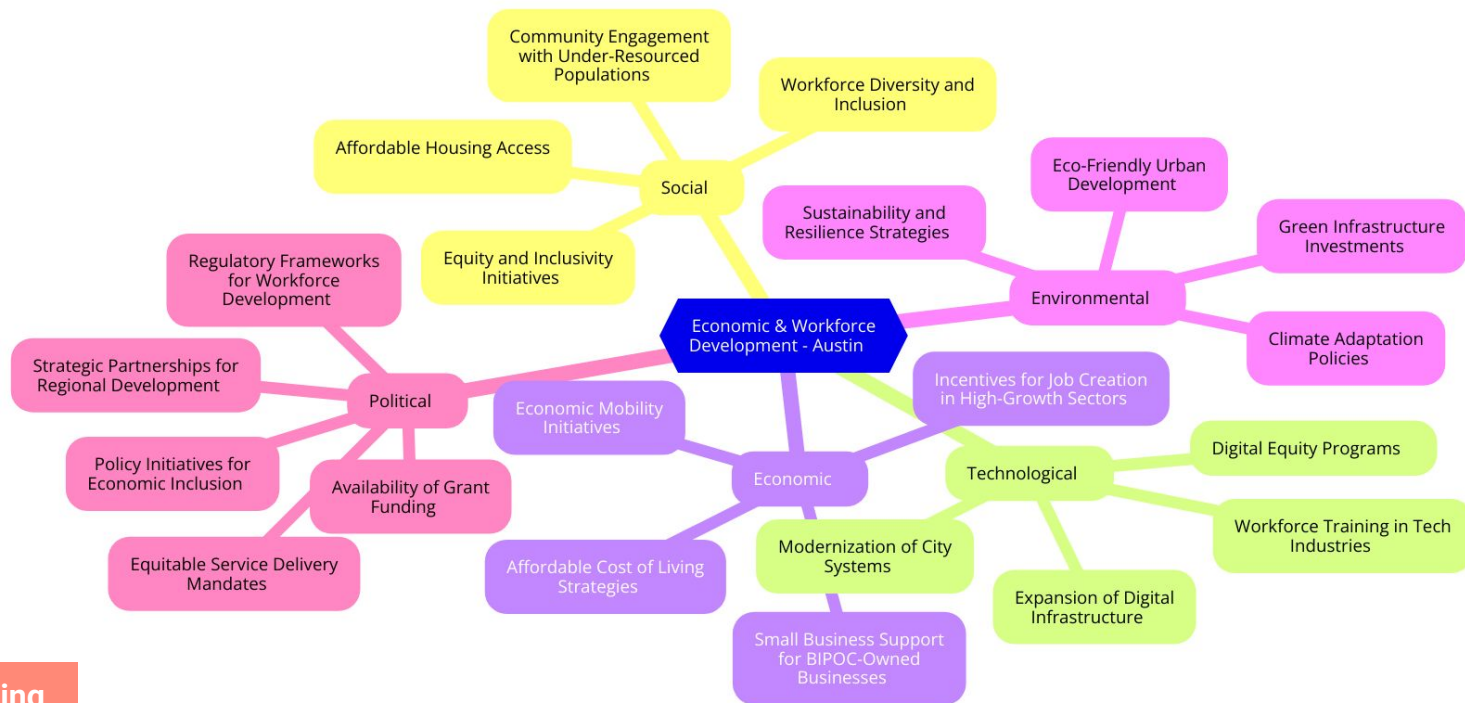 Community Engagement
with Under-Resourced
Populations
Workforce Diversity and
Inclusion
Affordable Housing Access
Social
Equity and Inclusivity
Initiatives
Eco-Friendly Urban
Development
Sustainability and
Resilience Strategies
Green Infrastructure
Investments
Environmental
Climate Adaptation
Policies
Economic & Workforce
Development - Austin
Regulatory Frameworks
for Workforce
Development
Strategic Partnerships for
Regional Development
Political
Policy Initiatives for
Economic Inclusion
Availability of Grant
Funding
Equitable Service Delivery
Mandates
Economic Mobility
Initiatives
Incentives for Job Creation
in High-Growth Sectors
Economic
Affordable Cost of Living
Strategies
Small Business Support
for BIPOC-Owned
Businesses
Technological
Digital Equity Programs
Workforce Training in Tech
Industries
Modernization of City
Systems
Expansion of Digital
Infrastructure
ing